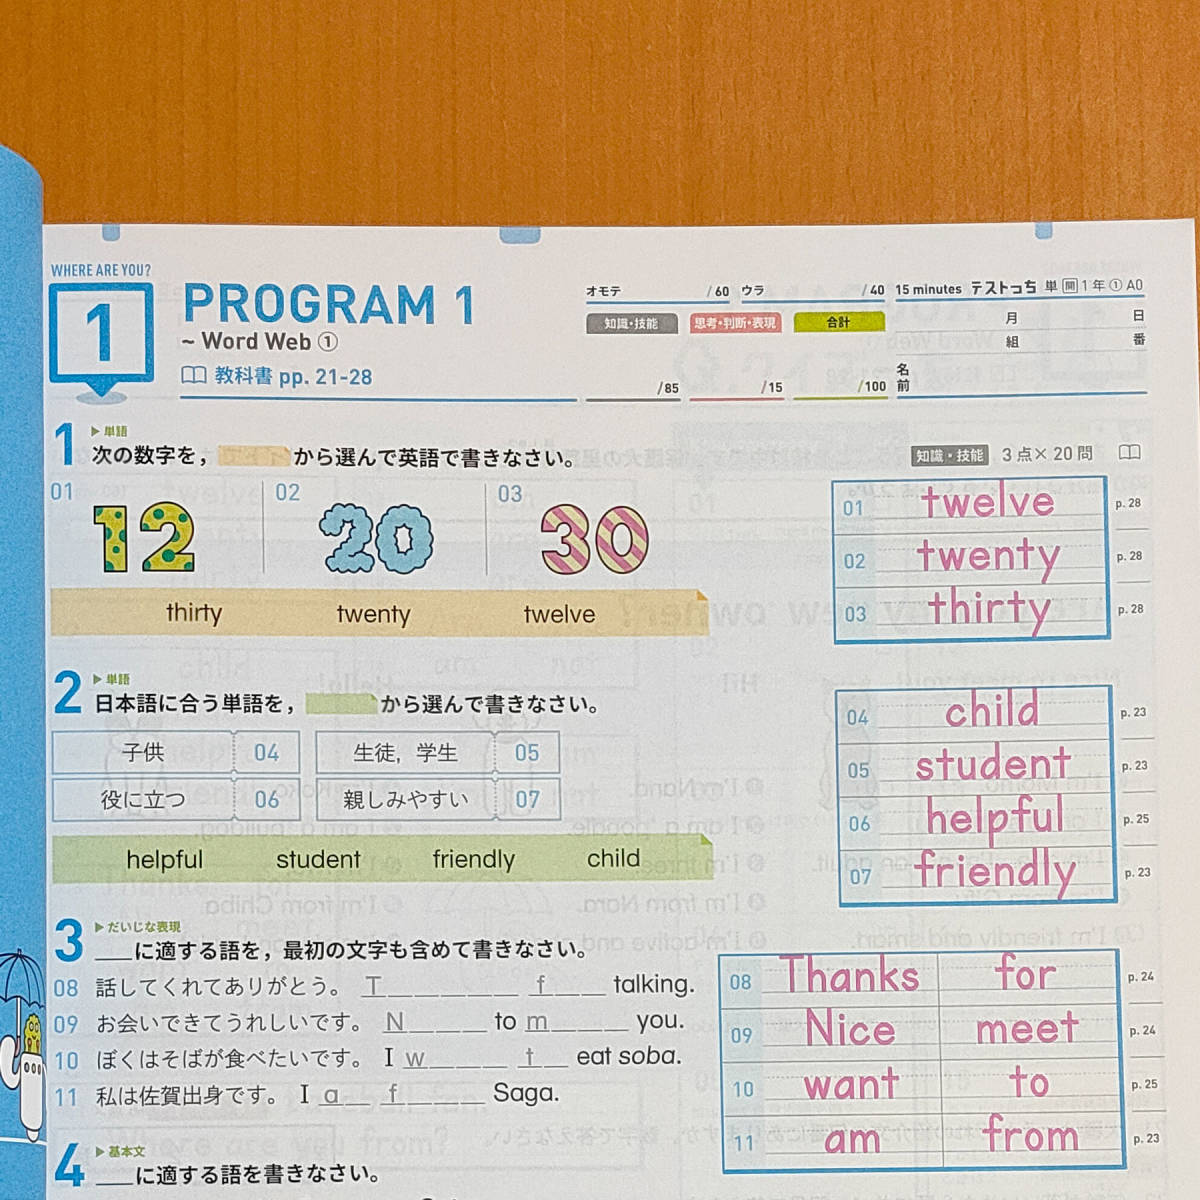 WHERE ARE YOU?
1
PROGRAM 1
~ Word Web ①
教科書 pp. 21-28
オモテ /60 ウラ /40 15 minutes テストっち 単 開 1年 ① A0
知識・技能 思考・判断・表現 合計
月 日
組 番
/85 /15 /100
名前
1 ▶単語
次の数字を， から選んで英語で書きなさい。
知識・技能 3点×20問
01 12 02 20 03 30
thirty twenty twelve
01 twelve p. 28
02 twenty p. 28
03 thirty p. 28
2 ▶単語
日本語に合う単語を， から選んで書きなさい。
子供 04 生徒，学生 05
役に立つ 06 親しみやすい 07
helpful student friendly child
04 child p. 23
05 student p. 23
06 helpful p. 25
07 friendly p. 23
3 ▶だいじな表現
___に適する語を，最初の文字も含めて書きなさい。
08 話してくれてありがとう。 T_____ f__ talking.
09 お会いできてうれしいです。 N___ to m___ you.
10 ぼくはそばが食べたいです。 I w___ t_ eat soba.
11 私は佐賀出身です。 I a_ f___ Saga.
08 Thanks for p. 24
09 Nice meet p. 24
10 want to p. 25
11 am from p. 23
4 ▶基本文
___に適する語を書きなさい。